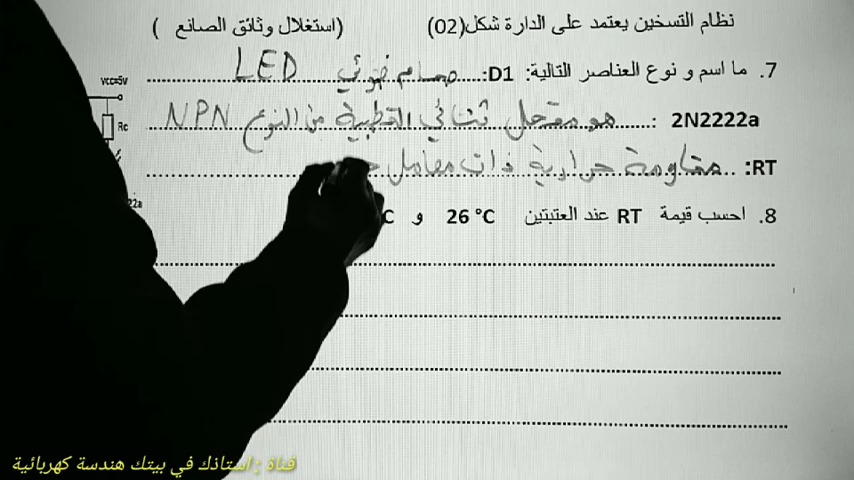 نظام التسخين يعتمد على الدارة شكل(02) (استغلال وثائق الصانع )
7. ما اسم و نوع العناصر التالية: D1: صمام ضوئي LED
vcc=5v
2N2222a : هو مقحل ثنائي القطبية من النوع NPN
Rc
RT: مقاومة حرارية ذات معامل
22a
8. احسب قيمة RT عند العتبتين 26 °C و C
قناة : استاذك في بيتك هندسة كهربائية